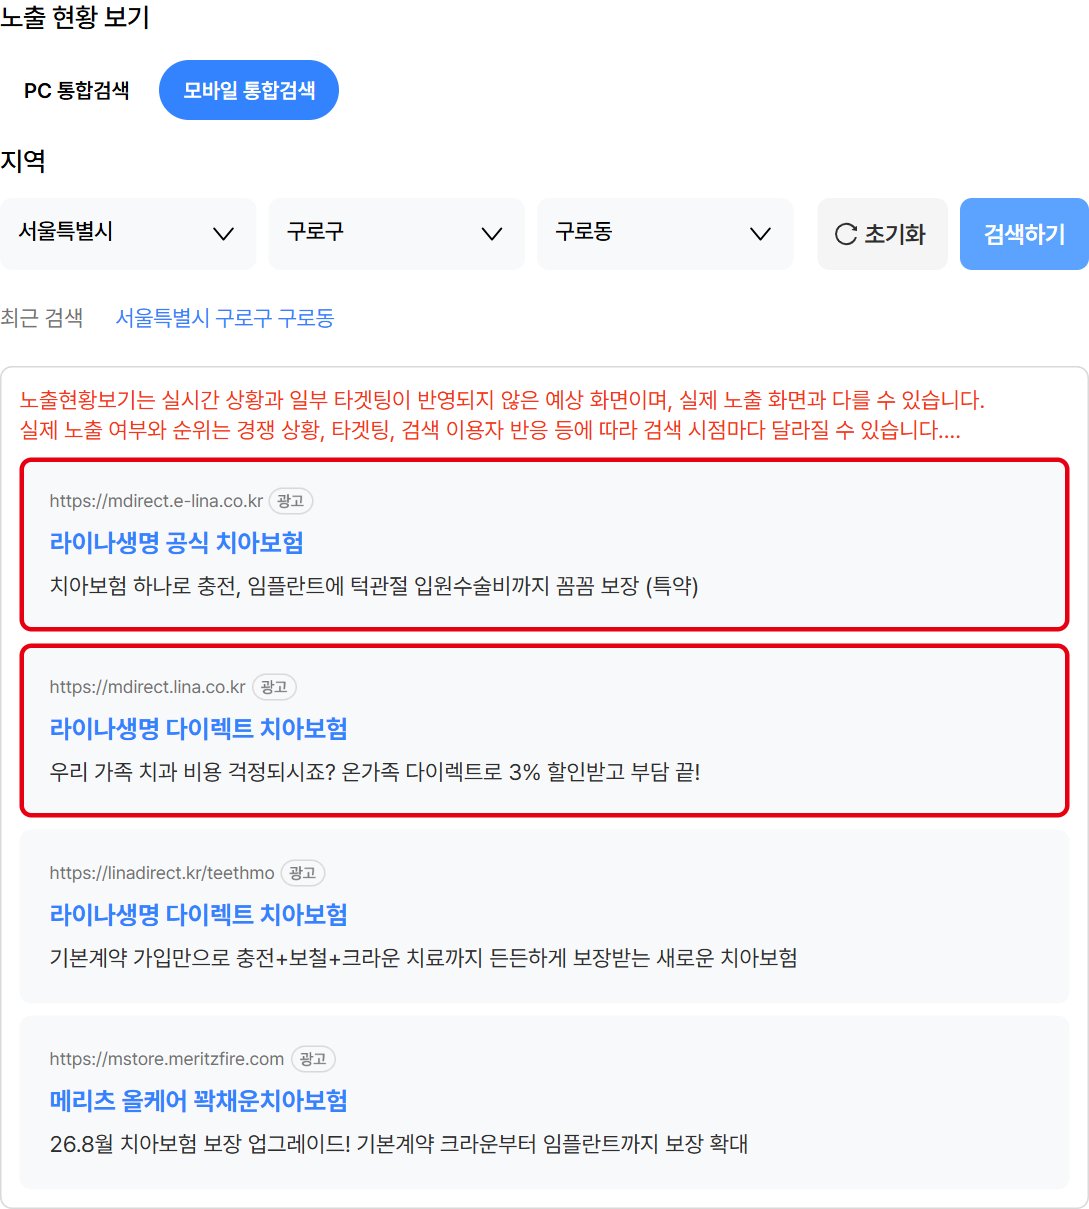 노출 현황 보기
PC 통합검색 모바일 통합검색
지역
서울특별시 구로구 구로동 초기화 검색하기
최근 검색 서울특별시 구로구 구로동
노출현황보기는 실시간 상황과 일부 타겟팅이 반영되지 않은 예상 화면이며, 실제 노출 화면과 다를 수 있습니다.
실제 노출 여부와 순위는 경쟁 상황, 타겟팅, 검색 이용자 반응 등에 따라 검색 시점마다 달라질 수 있습니다....
https://mdirect.e-lina.co.kr 광고
라이나생명 공식 치아보험
치아보험 하나로 충전, 임플란트에 턱관절 입원수술비까지 꼼꼼 보장 (특약)
https://mdirect.lina.co.kr 광고
라이나생명 다이렉트 치아보험
우리 가족 치과 비용 걱정되시죠? 온가족 다이렉트로 3% 할인받고 부담 끝!
https://linadirect.kr/teethmo 광고
라이나생명 다이렉트 치아보험
기본계약 가입만으로 충전+보철+크라운 치료까지 든든하게 보장받는 새로운 치아보험
https://mstore.meritzfire.com 광고
메리츠 올케어 꽉채운치아보험
26.8월 치아보험 보장 업그레이드! 기본계약 크라운부터 임플란트까지 보장 확대